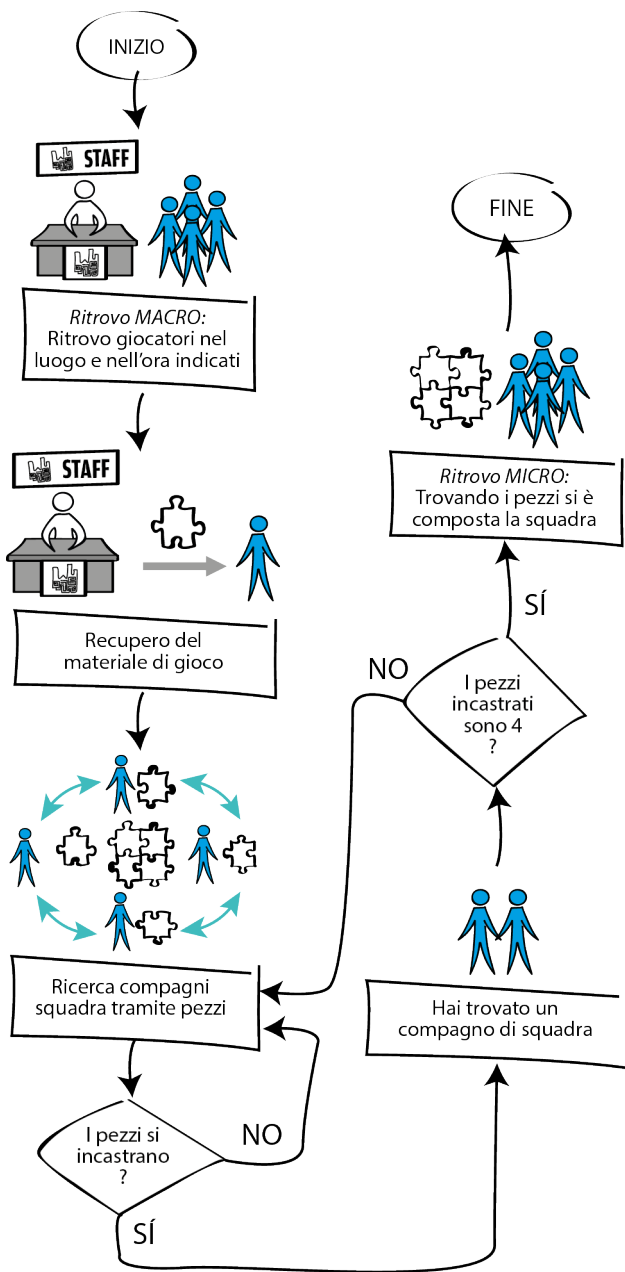 INIZIO
STAFF
Ritrovo MACRO:
Ritrovo giocatori nel
luogo e nell'ora indicati
STAFF
Recupero del
materiale di gioco
Ricerca compagni
squadra tramite pezzi
I pezzi si
incastrano
?
NO
SÍ
Hai trovato un
compagno di squadra
I pezzi
incastrati
sono 4
?
NO
SÍ
Ritrovo MICRO:
Trovando i pezzi si è
composta la squadra
FINE